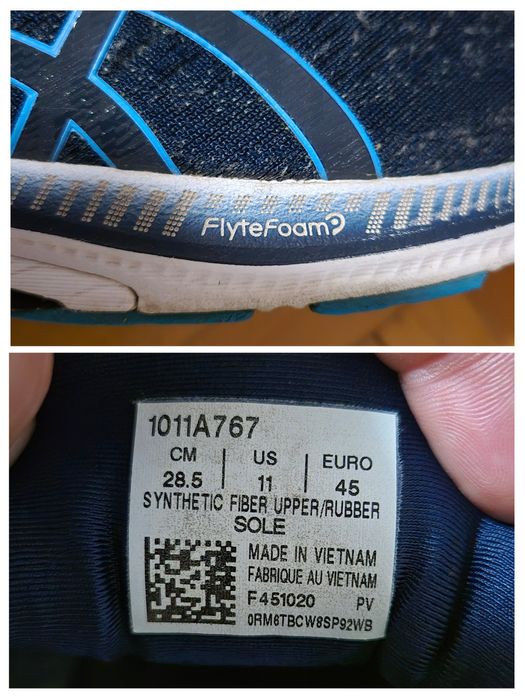 FlyteFoam
1011A767
CM US EURO
28.5 11 45
SYNTHETIC FIBER UPPER/RUBBER
SOLE
MADE IN VIETNAM
FABRIQUE AU VIETNAM
F451020 PV
0RM6TBCW8SP92WB